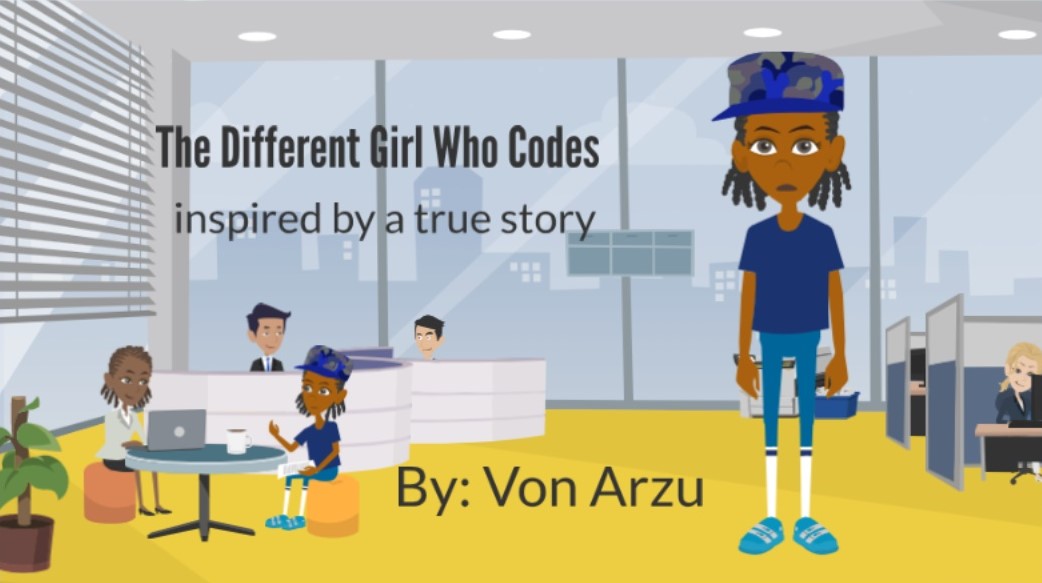 The Different Girl Who Codes
inspired by a true story
By: Von Arzu